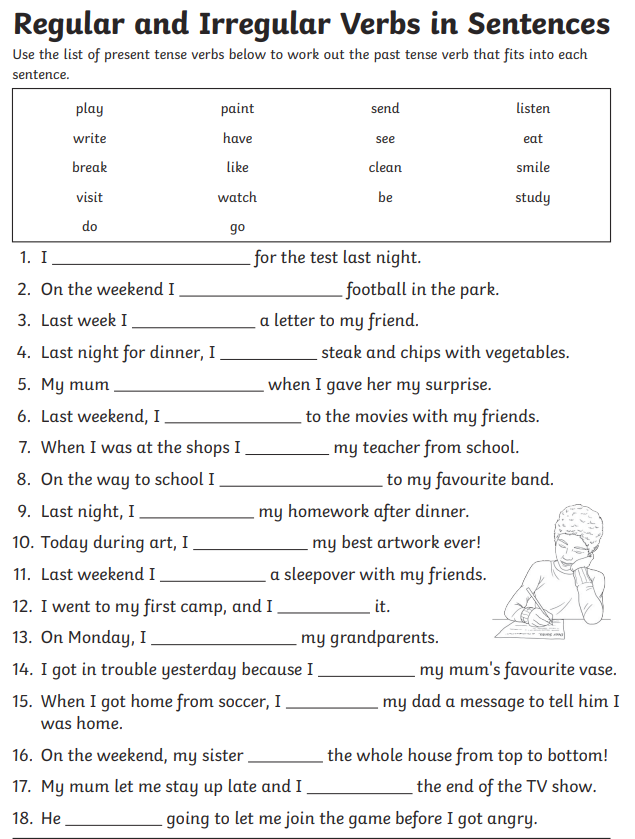 Regular and Irregular Verbs in Sentences
Use the list of present tense verbs below to work out the past tense verb that fits into each
sentence.
play paint send listen
write have see eat
break like clean smile
visit watch be study
do go
1. I ____________________ for the test last night.
2. On the weekend I ________________ football in the park.
3. Last week I ____________ a letter to my friend.
4. Last night for dinner, I __________ steak and chips with vegetables.
5. My mum _______________ when I gave her my surprise.
6. Last weekend, I ______________ to the movies with my friends.
7. When I was at the shops I ________ my teacher from school.
8. On the way to school I ________________ to my favourite band.
9. Last night, I ___________ my homework after dinner.
10. Today during art, I ___________ my best artwork ever!
11. Last weekend I __________ a sleepover with my friends.
12. I went to my first camp, and I _________ it.
13. On Monday, I ______________ my grandparents.
14. I got in trouble yesterday because I _________ my mum's favourite vase.
15. When I got home from soccer, I _________ my dad a message to tell him I
was home.
16. On the weekend, my sister _______ the whole house from top to bottom!
17. My mum let me stay up late and I __________ the end of the TV show.
18. He _________ going to let me join the game before I got angry.